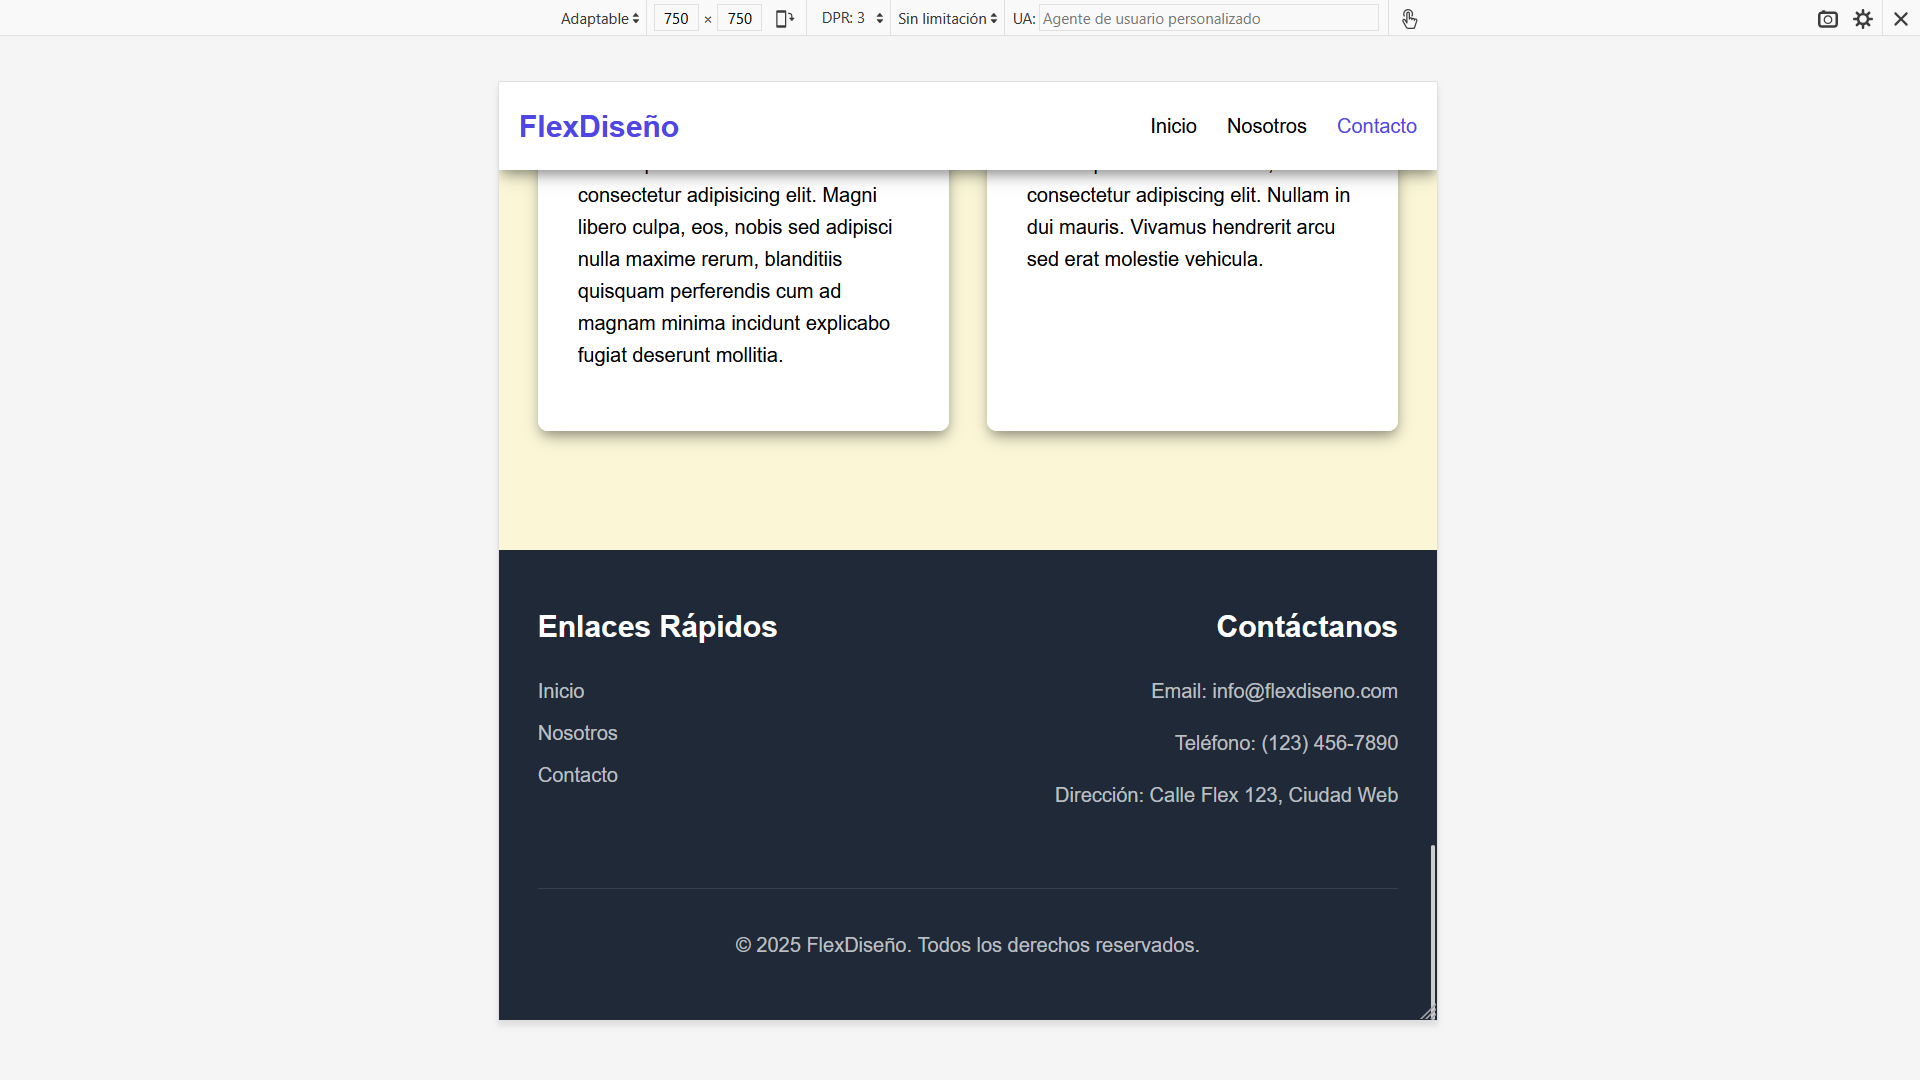 Adaptable 750 × 750 DPR: 3 Sin limitación UA: Agente de usuario personalizado
FlexDiseño Inicio Nosotros Contacto
consectetur adipisicing elit. Magni
libero culpa, eos, nobis sed adipisci
nulla maxime rerum, blanditiis
quisquam perferendis cum ad
magnam minima incidunt explicabo
fugiat deserunt mollitia.
consectetur adipiscing elit. Nullam in
dui mauris. Vivamus hendrerit arcu
sed erat molestie vehicula.
Enlaces Rápidos
Inicio
Nosotros
Contacto
Contáctanos
Email: info@flexdiseno.com
Teléfono: (123) 456-7890
Dirección: Calle Flex 123, Ciudad Web
© 2025 FlexDiseño. Todos los derechos reservados.